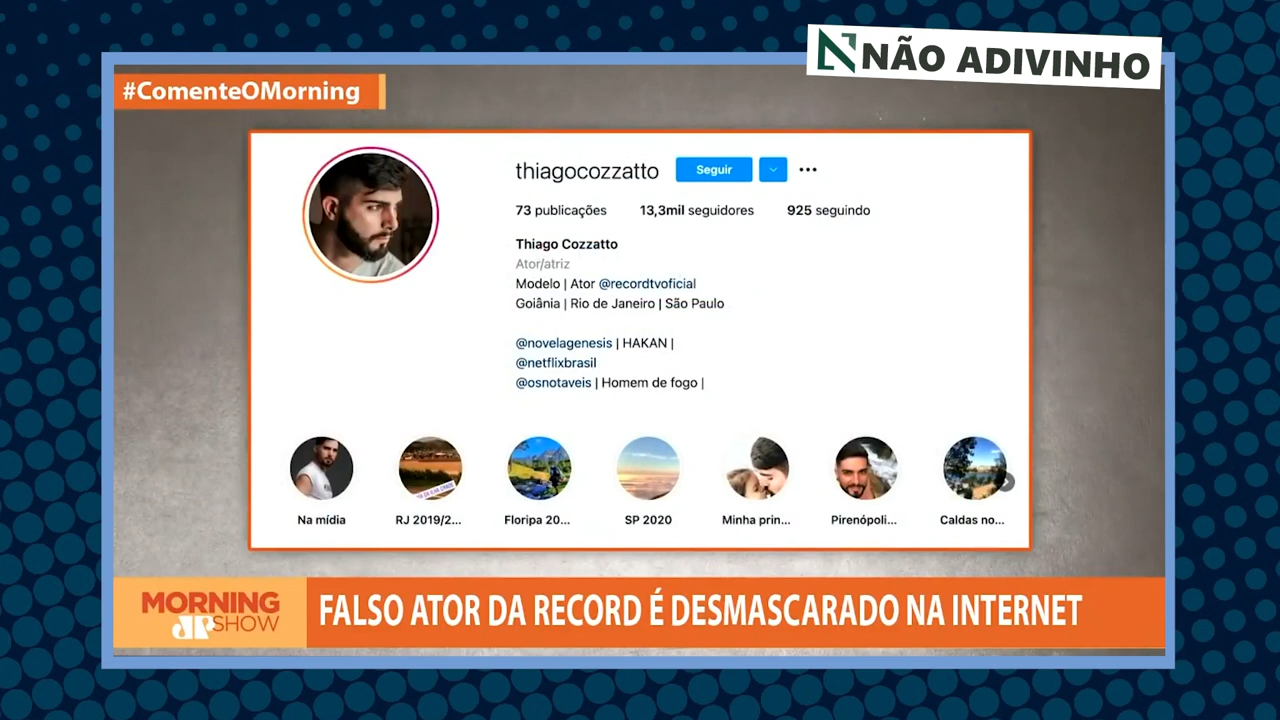 NÃO ADIVINHO
#ComenteOMorning
thiagocozzatto
Seguir
73 publicações 13,3mil seguidores 925 seguindo
Thiago Cozzatto
Ator/atriz
Modelo | Ator @recordtvoficial
Goiânia | Rio de Janeiro | São Paulo
@novelagenesis | HAKAN |
@netflixbrasil
@osnotaveis | Homem de fogo |
Na mídia RJ 2019/2... Floripa 20... SP 2020 Minha prin... Pirenópoli... Caldas no...
MORNING
JP SHOW
FALSO ATOR DA RECORD É DESMASCARADO NA INTERNET